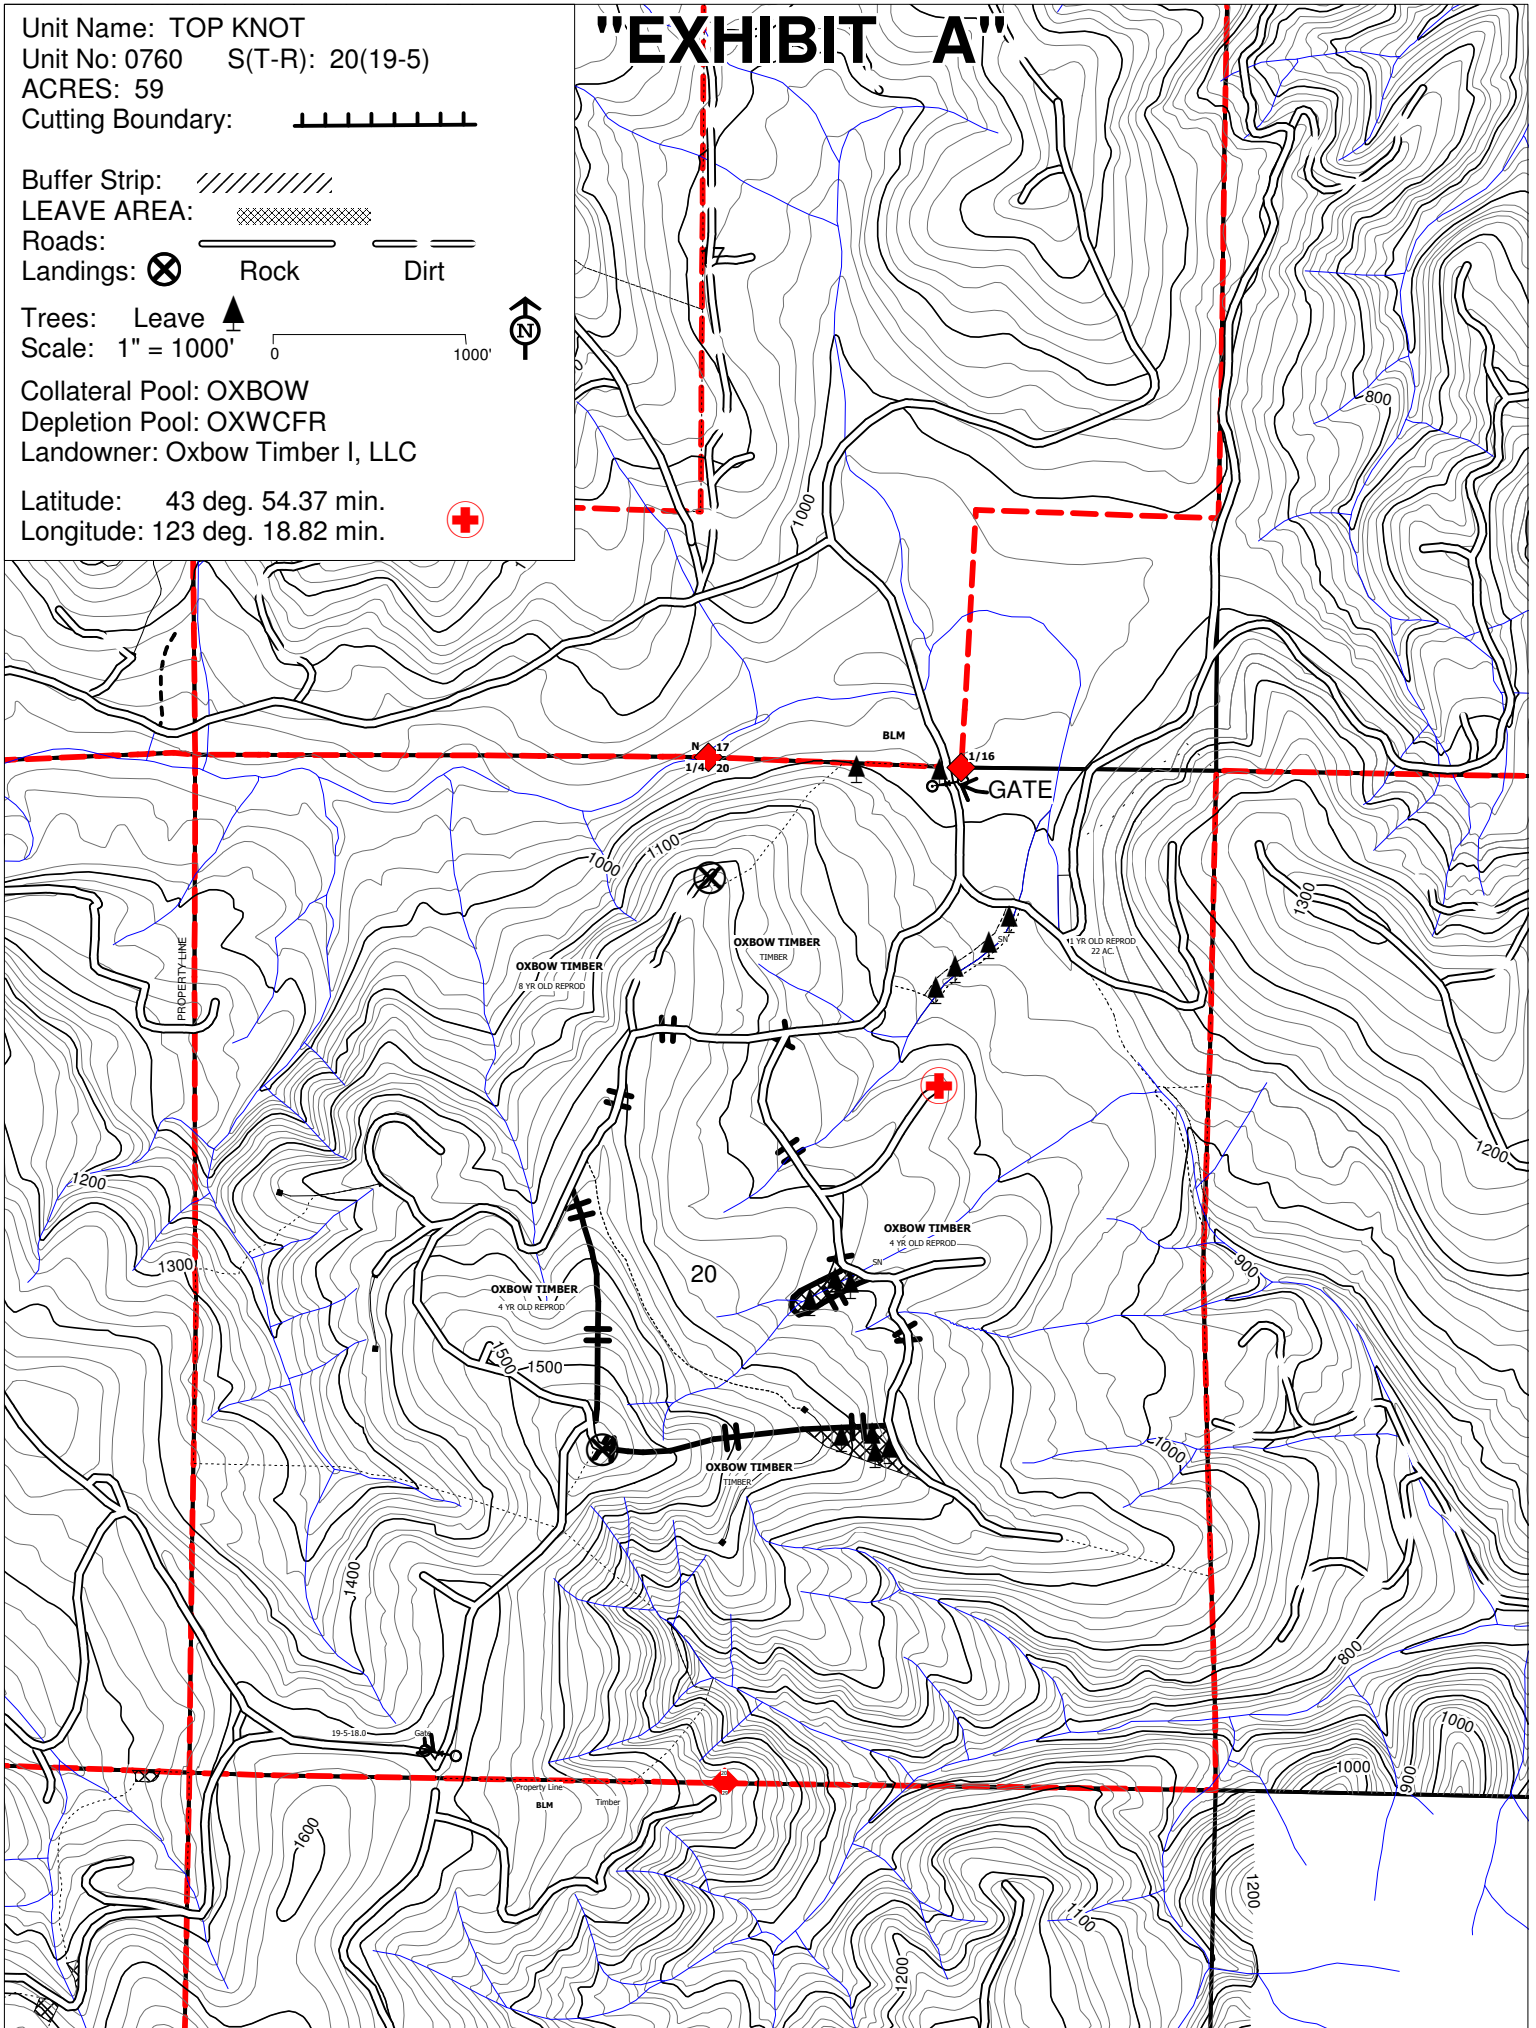 "EXHIBIT A"
Unit Name: TOP KNOT
Unit No: 0760 S(T-R): 20(19-5)
ACRES: 59
Cutting Boundary:
Buffer Strip:
LEAVE AREA:
Roads:
Landings: Rock Dirt
Trees: Leave
Scale: 1" = 1000' 0 1000'
N
Collateral Pool: OXBOW
Depletion Pool: OXWCFR
Landowner: Oxbow Timber I, LLC
Latitude: 43 deg. 54.37 min.
Longitude: 123 deg. 18.82 min.
800
1000
BLM
N 17
1/4 20
1/16
GATE
1100
1000
1300
PROPERTY LINE
OXBOW TIMBER
TIMBER
SN
1 YR OLD REPROD
22 AC.
OXBOW TIMBER
8 YR OLD REPROD
1200
1200
OXBOW TIMBER
4 YR OLD REPROD
SN
1300
900
20
OXBOW TIMBER
4 YR OLD REPROD
1500
1500
1000
OXBOW TIMBER
TIMBER
1400
800
19-5-18.0
Gate
1000
1000
900
Property Line
BLM
Timber
1600
1200
1100
1200